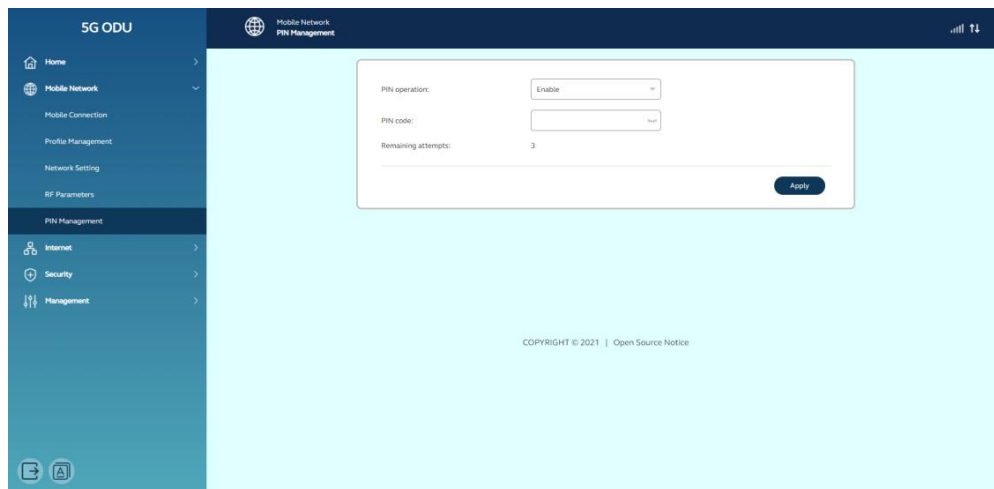 5G ODU
Home
Mobile Network
Mobile Connection
Profile Management
Network Setting
RF Parameters
PIN Management
Internet
Security
Management
A
Mobile Network
PIN Management
PIN operation:
Enable
PIN code:
Remaining attempts:
3
Apply
COPYRIGHT © 2021 | Open Source Notice